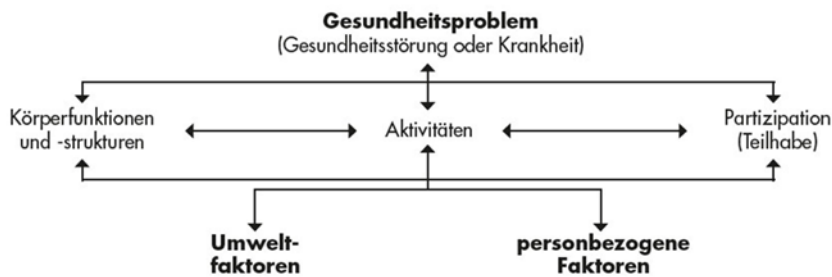 Gesundheitsproblem
(Gesundheitsstörung oder Krankheit)
Körperfunktionen
und -strukturen
Aktivitäten
Partizipation
(Teilhabe)
Umwelt-
faktoren
personbezogene
Faktoren